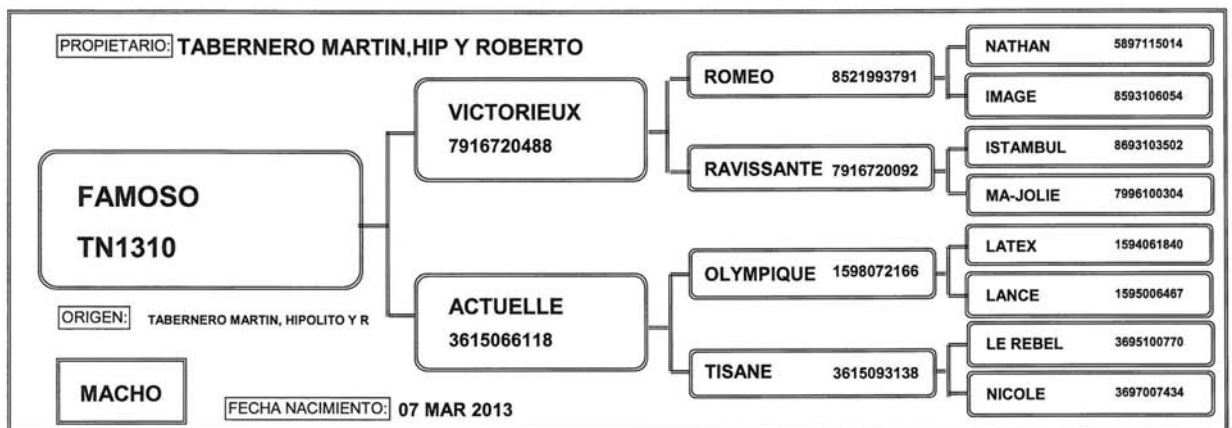 PROPIETARIO: TABERNERO MARTIN,HIP Y ROBERTO
FAMOSO
TN1310
ORIGEN: TABERNERO MARTIN, HIPOLITO Y R
MACHO
FECHA NACIMIENTO: 07 MAR 2013
VICTORIEUX
7916720488
ACTUELLE
3615066118
ROMEO 8521993791
RAVISSANTE 7916720092
OLYMPIQUE 1598072166
TISANE 3615093138
NATHAN 5897115014
IMAGE 8593106054
ISTAMBUL 8693103502
MA-JOLIE 7996100304
LATEX 1594061840
LANCE 1595006467
LE REBEL 3695100770
NICOLE 3697007434